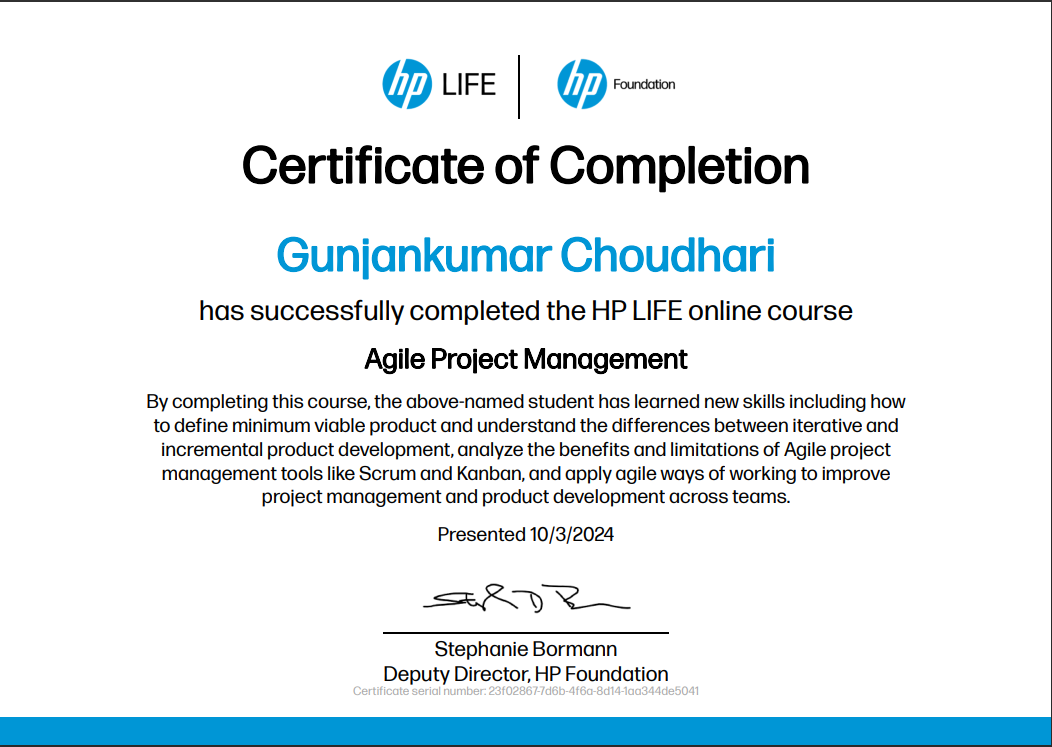 hp LIFE hp Foundation
Certificate of Completion
Gunjankumar Choudhari
has successfully completed the HP LIFE online course
Agile Project Management
By completing this course, the above-named student has learned new skills including how
to define minimum viable product and understand the differences between iterative and
incremental product development, analyze the benefits and limitations of Agile project
management tools like Scrum and Kanban, and apply agile ways of working to improve
project management and product development across teams.
Presented 10/3/2024
Stephanie Bormann
Deputy Director, HP Foundation
Certificate serial number: 23f02867-7d6b-4f6a-8d14-1aa344de5041